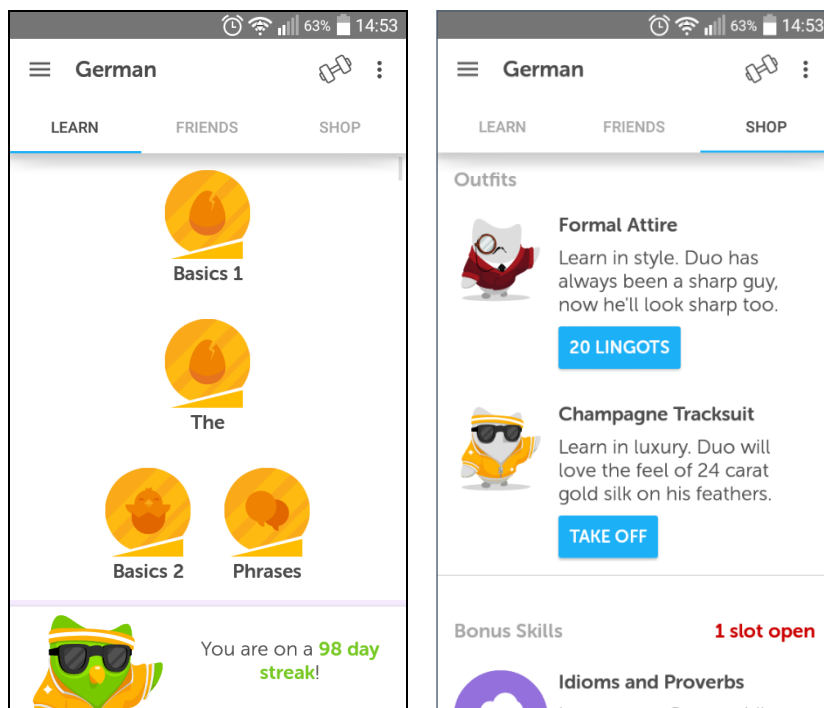 63% 14:53
German
LEARN FRIENDS SHOP
Basics 1
The
Basics 2 Phrases
You are on a 98 day
streak!
63% 14:53
German
LEARN FRIENDS SHOP
Outfits
Formal Attire
Learn in style. Duo has
always been a sharp guy,
now he'll look sharp too.
20 LINGOTS
Champagne Tracksuit
Learn in luxury. Duo will
love the feel of 24 carat
gold silk on his feathers.
TAKE OFF
Bonus Skills 1 slot open
Idioms and Proverbs